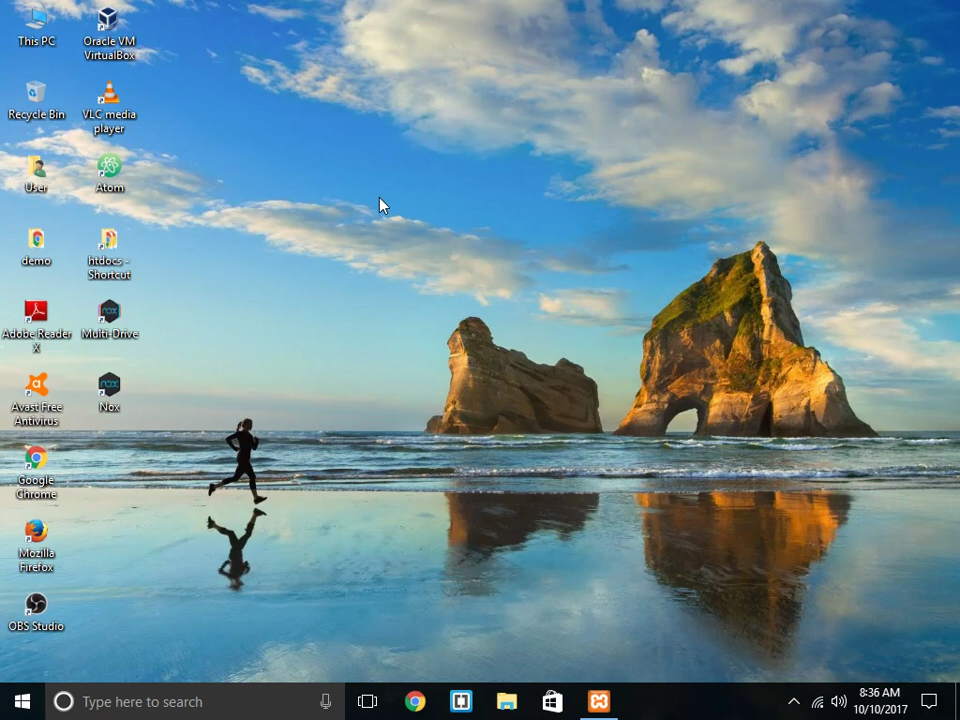 This PC
Oracle VM
VirtualBox
Recycle Bin
VLC media
player
User
Atom
demo
htdocs -
Shortcut
Adobe Reader
X
Multi-Drive
Avast Free
Antivirus
Nox
Google
Chrome
Mozilla
Firefox
OBS Studio
Type here to search
8:36 AM
10/10/2017